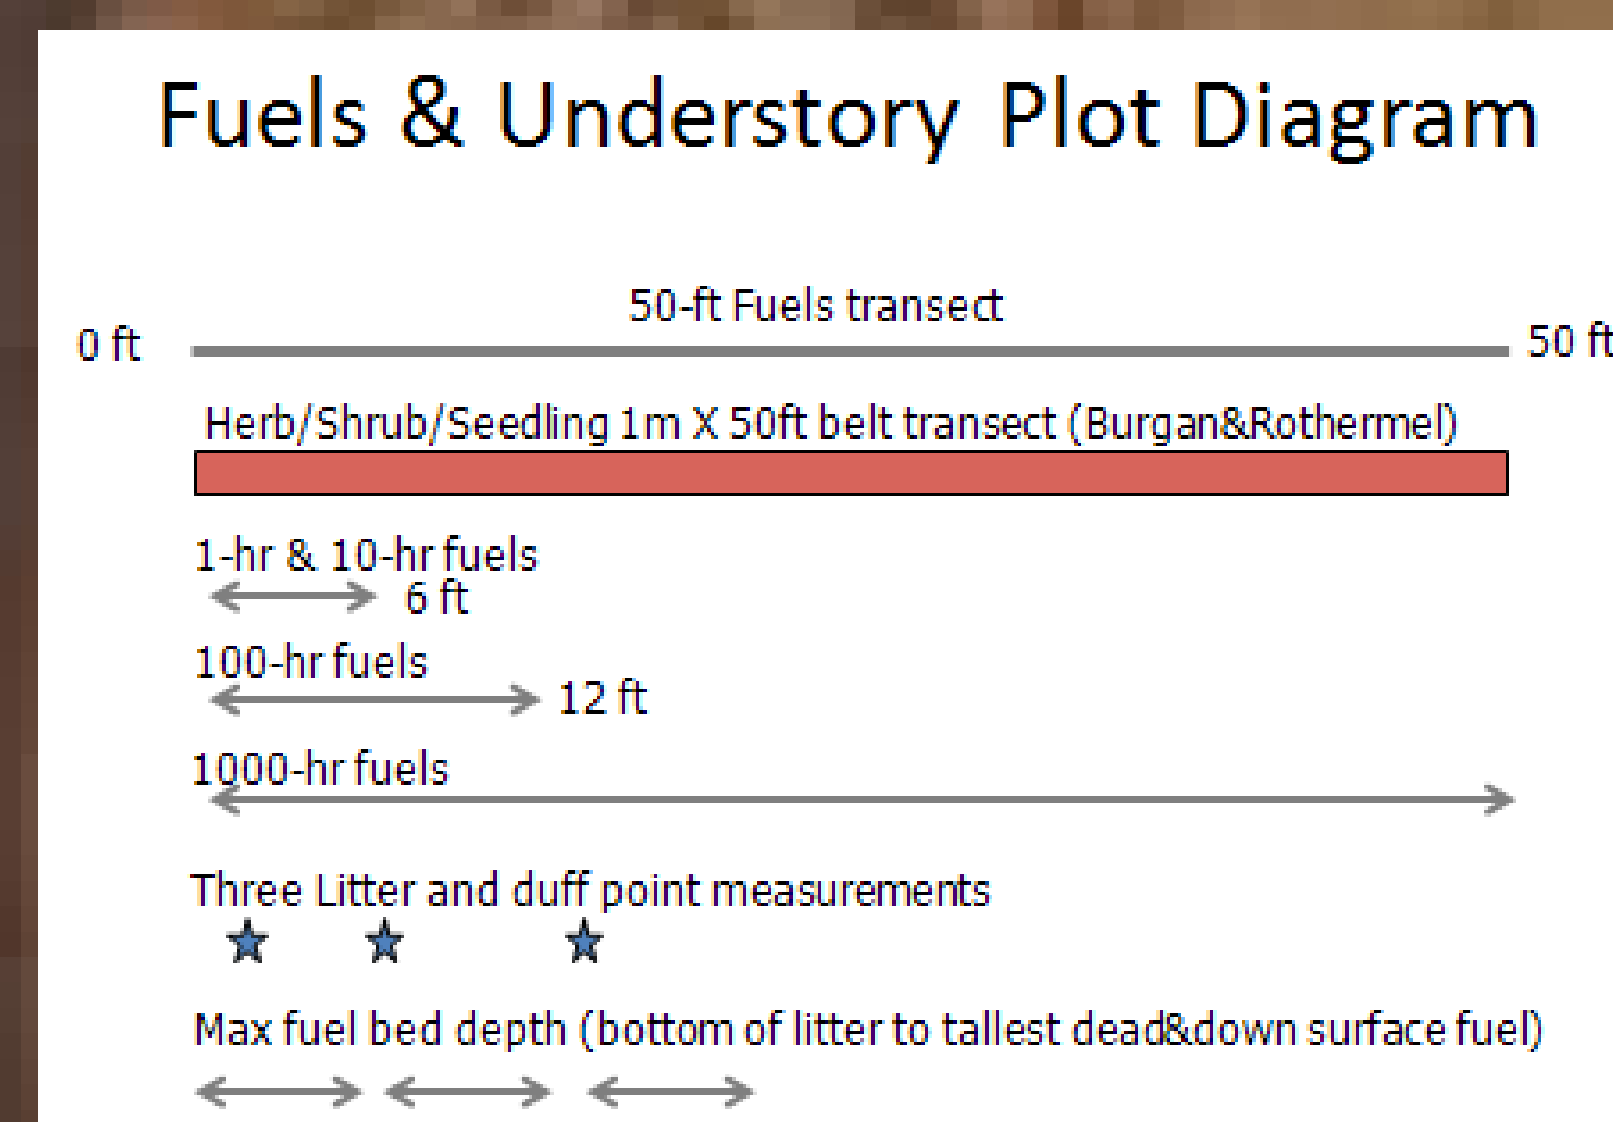 Fuels & Understory Plot Diagram
50-ft Fuels transect
0 ft
50 ft
Herb/Shrub/Seedling 1m X 50ft belt transect (Burgan&Rothermel)
1-hr & 10-hr fuels
6 ft
100-hr fuels
12 ft
1000-hr fuels
Three Litter and duff point measurements
Max fuel bed depth (bottom of litter to tallest dead&down surface fuel)